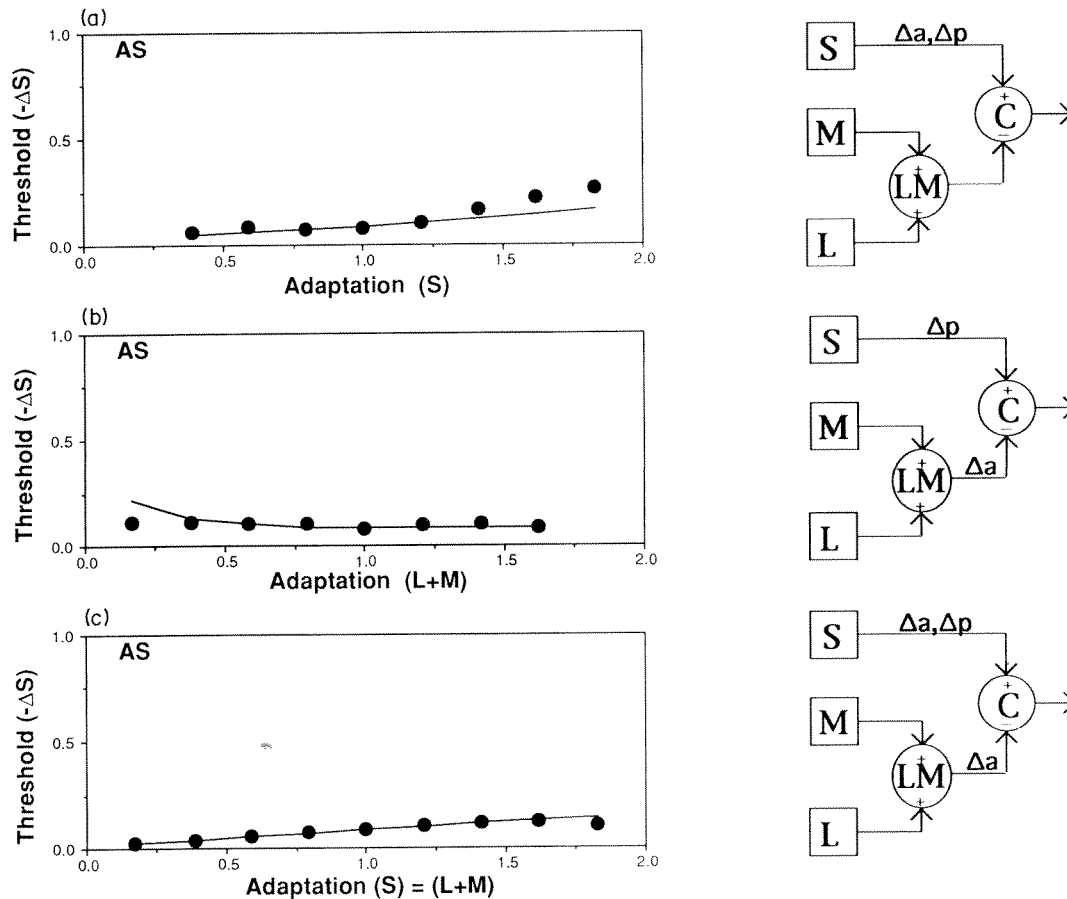 (a)
AS
Threshold (-ΔS)
1.0
0.5
0.0
0.0 0.5 1.0 1.5 2.0
Adaptation (S)
S
Δa,Δp
M
LM
L
C
+
−
+
+
(b)
AS
Threshold (-ΔS)
1.0
0.5
0.0
0.0 0.5 1.0 1.5 2.0
Adaptation (L+M)
S
Δp
M
LM
Δa
L
C
+
−
+
+
(c)
AS
Threshold (-ΔS)
1.0
0.5
0.0
0.0 0.5 1.0 1.5 2.0
Adaptation (S) = (L+M)
S
Δa,Δp
M
LM
Δa
L
C
+
−
+
+